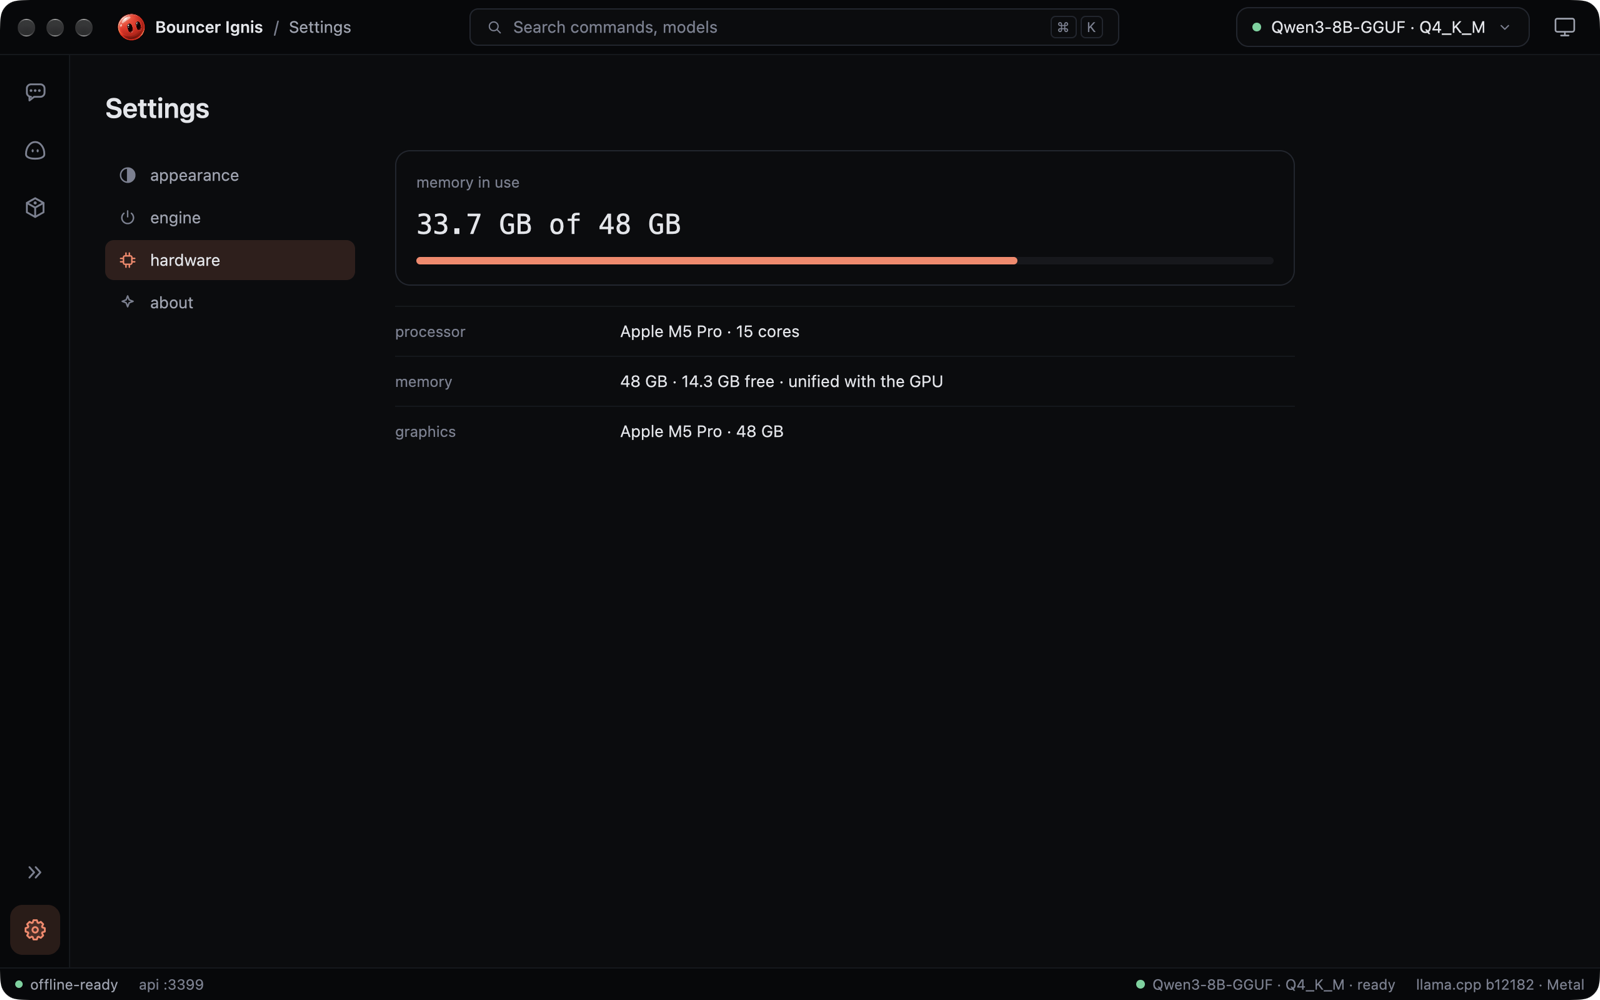 Bouncer Ignis / Settings
Search commands, models
⌘ K
Qwen3-8B-GGUF · Q4_K_M
Settings
appearance
engine
hardware
about
memory in use
33.7 GB of 48 GB
processor Apple M5 Pro · 15 cores
memory 48 GB · 14.3 GB free · unified with the GPU
graphics Apple M5 Pro · 48 GB
offline-ready api :3399
Qwen3-8B-GGUF · Q4_K_M · ready llama.cpp b12182 · Metal